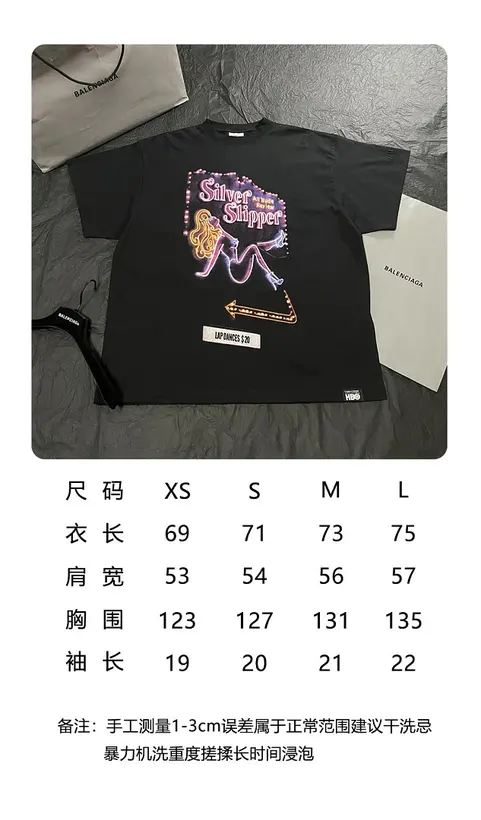 BALENCIAGA
Silver
Slipper
All Nude
Review
BALENCIAGA
BALENCIAGA
LAP DANCES $20
HBO
尺 码 XS S M L
衣 长 69 71 73 75
肩 宽 53 54 56 57
胸 围 123 127 131 135
袖 长 19 20 21 22
备注：手工测量1-3cm误差属于正常范围建议干洗忌
暴力机洗重度搓揉长时间浸泡